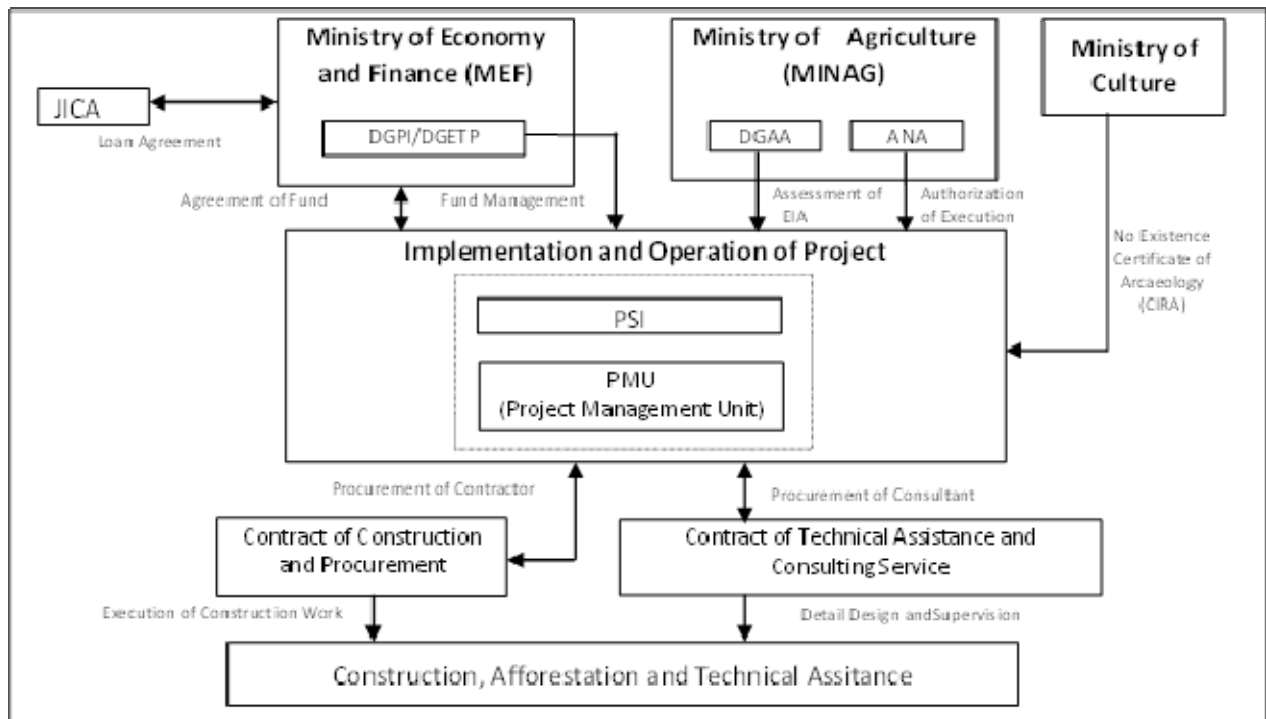 Ministry of Economy
and Finance (MEF)
Ministry of Agriculture
(MINAG)
Ministry of
Culture
JICA
Loan Agreement
DGPI/DGETP
DGAA
ANA
Agreement of Fund
Fund Management
Assessment of
EIA
Authorization
of Execution
No Existence
Certificate of
Arcaeology
(CIRA)
Implementation and Operation of Project
PSI
PMU
(Project Management Unit)
Procurement of Contractor
Procurement of Consultant
Contract of Construction
and Procurement
Contract of Technical Assistance and
Consulting Service
Execution of Construction Work
Detail Design and Supervision
Construction, Afforestation and Technical Assitance